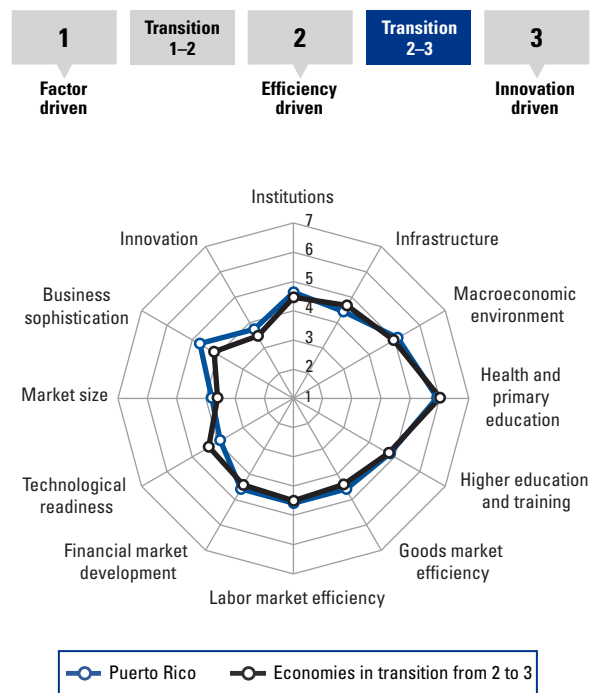 1
Transition
1–2
2
Transition
2–3
3
Factor
driven
Efficiency
driven
Innovation
driven
Institutions
7
Innovation
Infrastructure
6
5
Business
sophistication
Macroeconomic
environment
4
3
2
Market size
1
Health and
primary
education
Technological
readiness
Higher education
and training
Financial market
development
Goods market
efficiency
Labor market efficiency
Puerto Rico
Economies in transition from 2 to 3